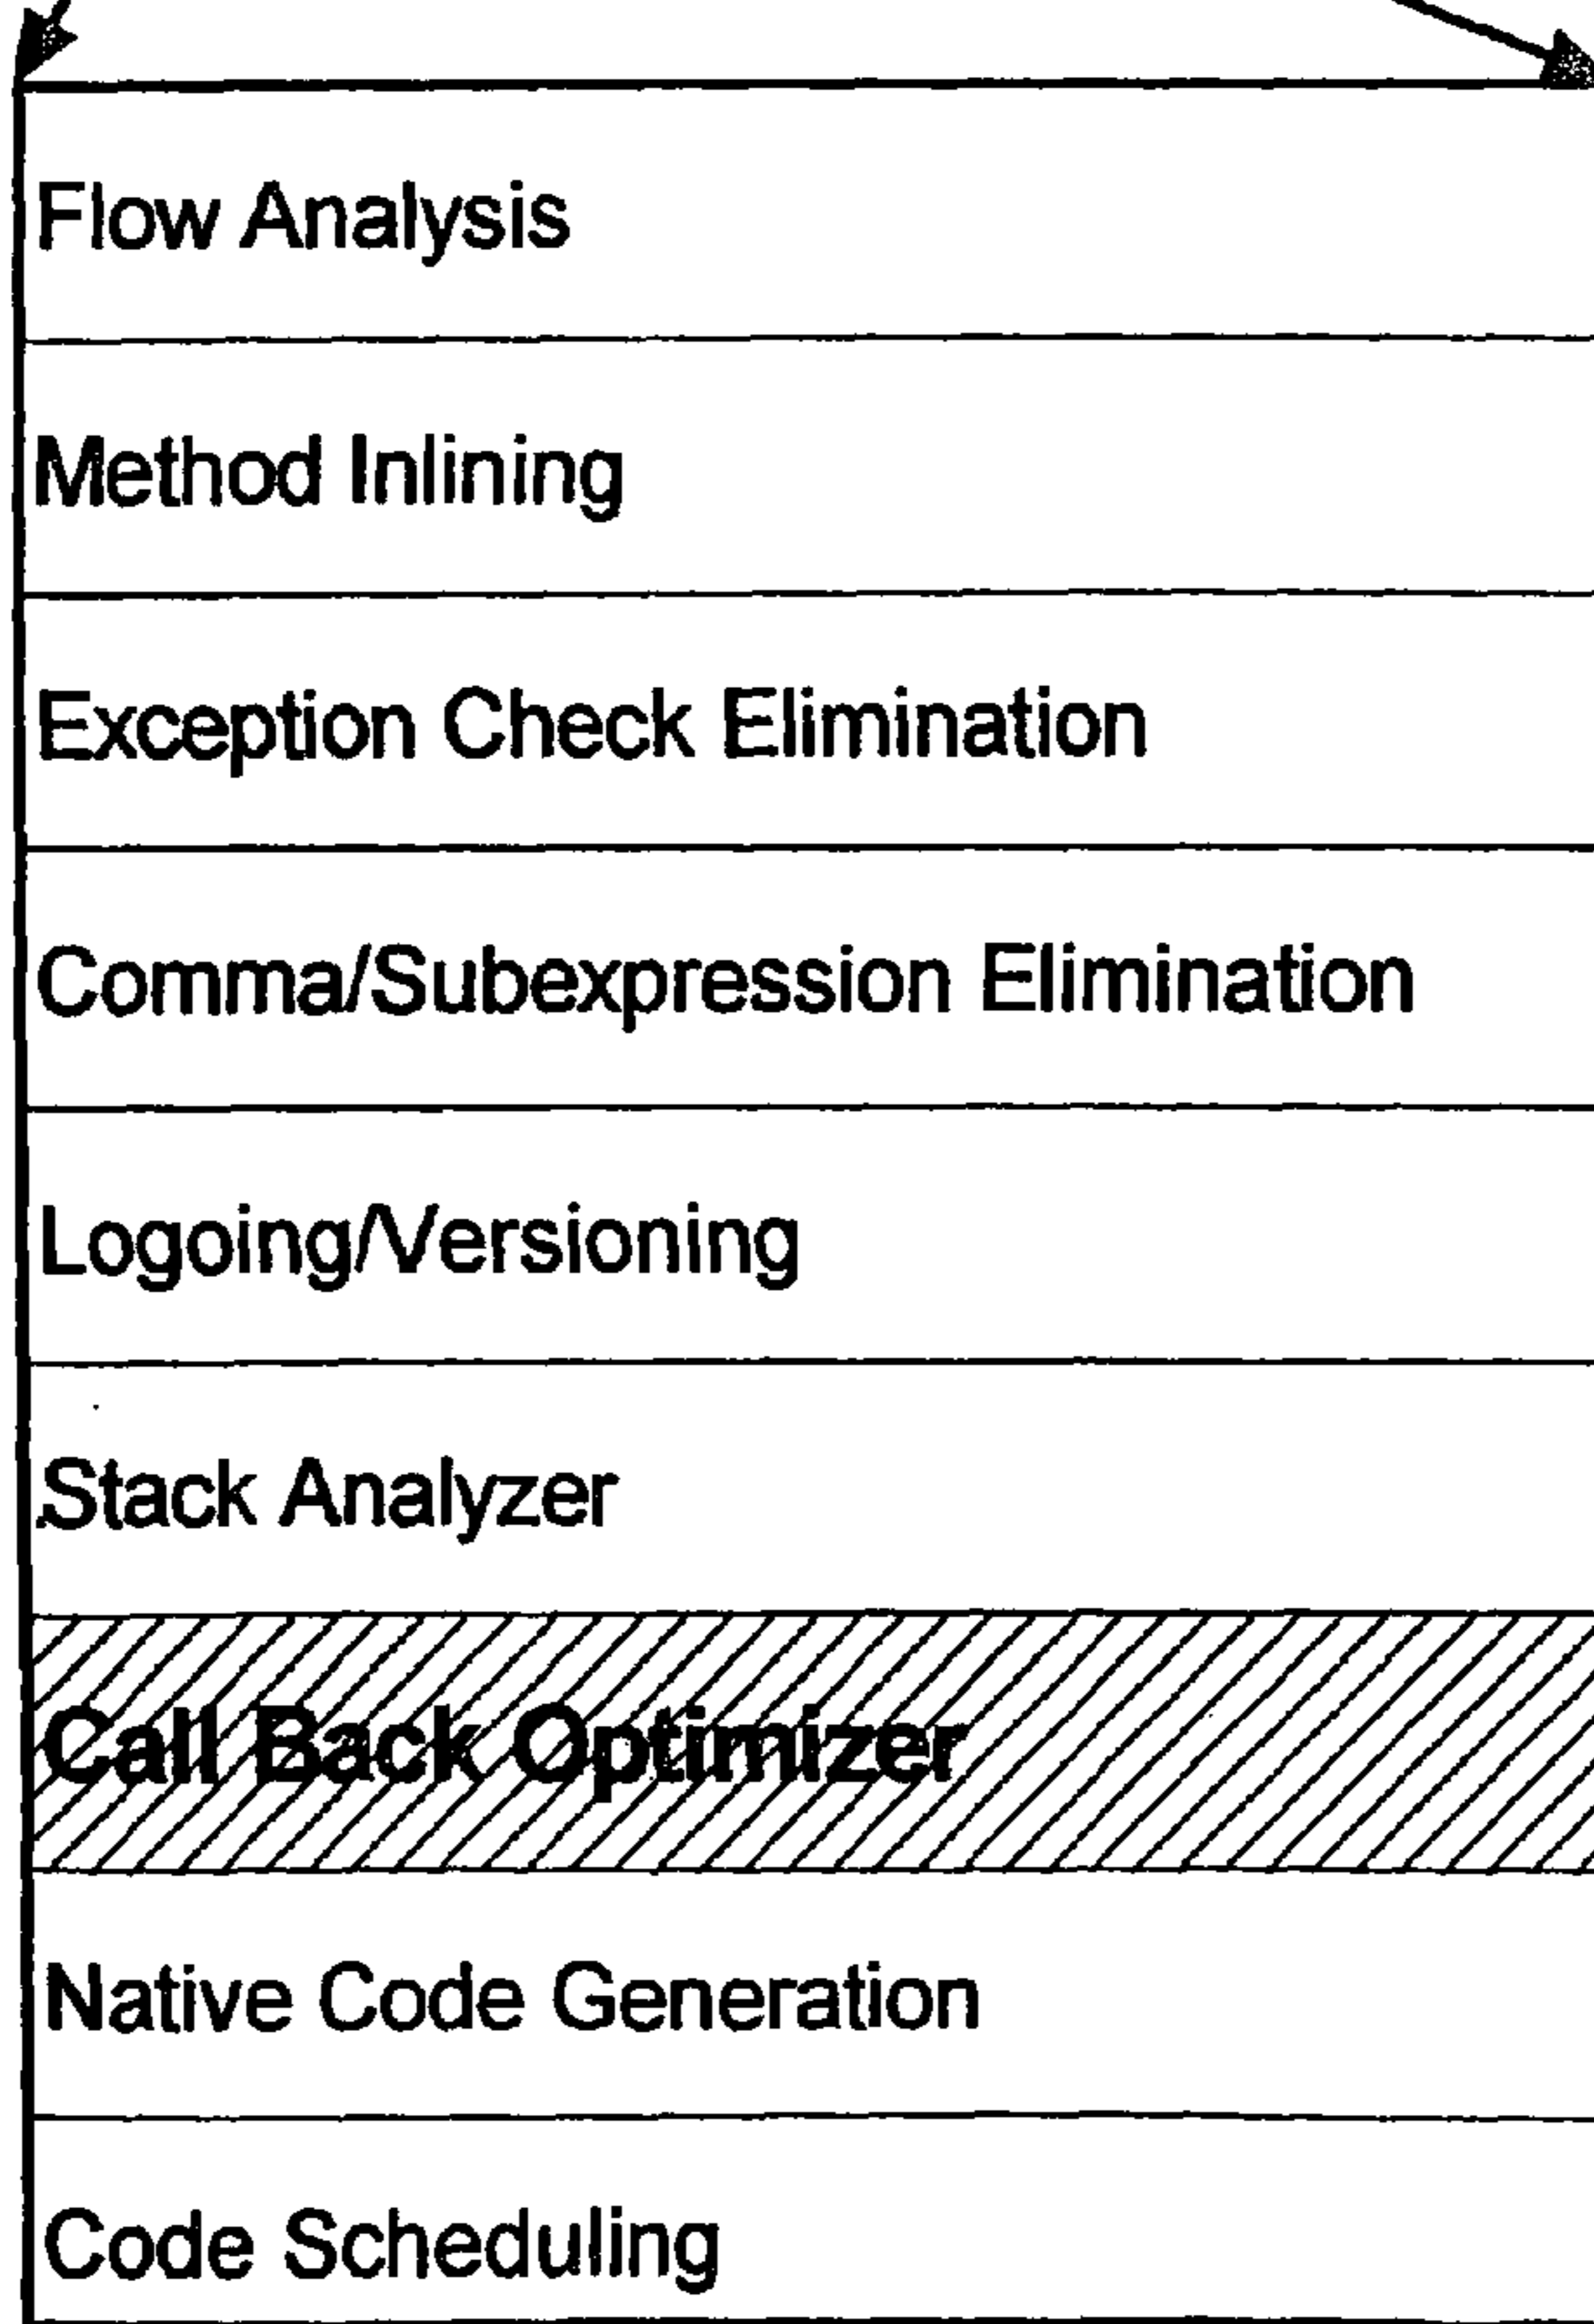 Flow Analysis
Method Inlining
Exception Check Elimination
Comma/Subexpression Elimination
Logoing/Versioning
Stack Analyzer
Call Back Optimizer
Native Code Generation
Code Scheduling